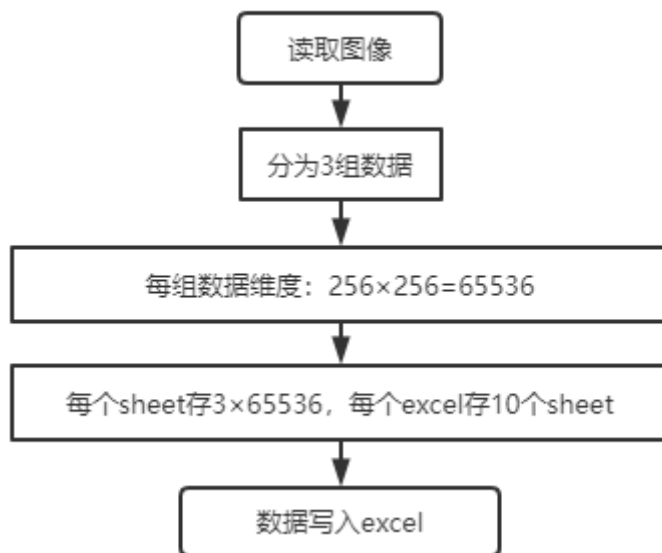 读取图像
分为3组数据
每组数据维度：256×256=65536
每个sheet存3×65536，每个excel存10个sheet
数据写入excel